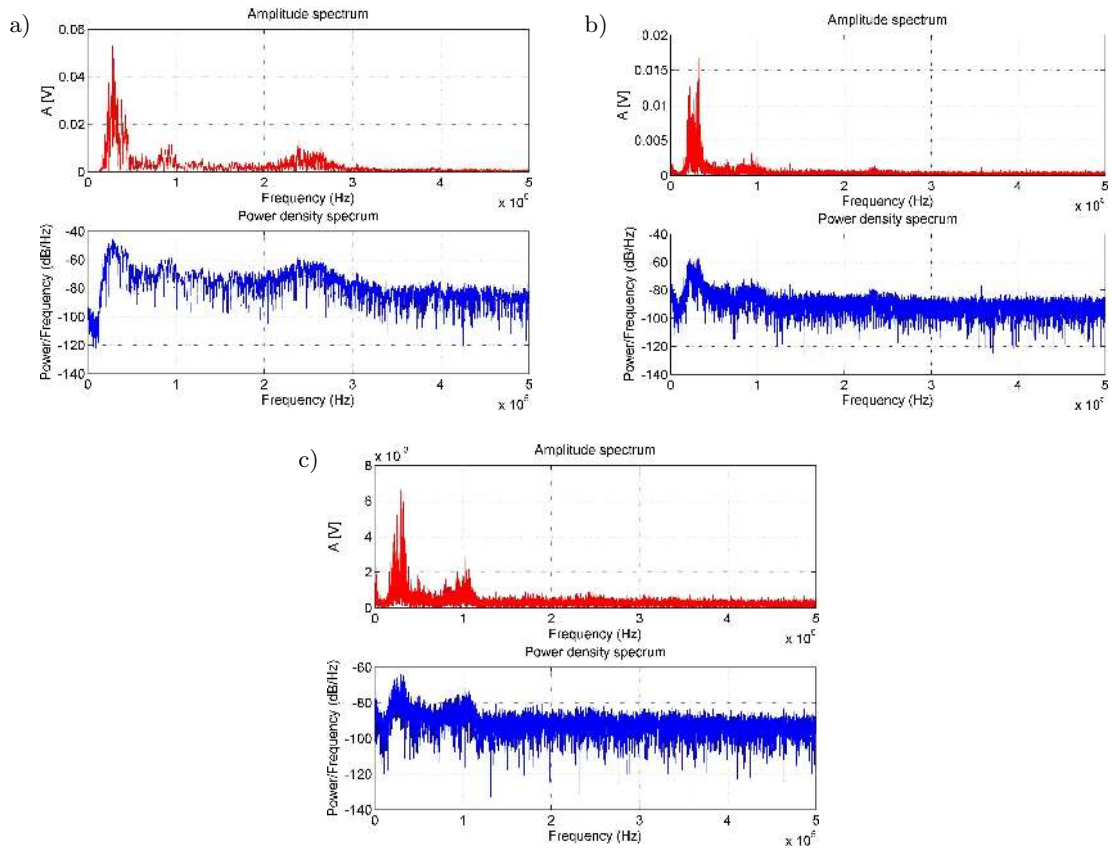 a)
Amplitude spectrum
0.06
0.04
0.02
0
A [V]
0 1 2 3 4 5
Frequency (Hz)
Power density spectrum
-40
-60
-80
-100
-120
-140
Power/Frequency (dB/Hz)
0 1 2 3 4 5
Frequency (Hz)
b)
Amplitude spectrum
0.02
0.015
0.01
0.005
0
A [V]
0 1 2 3 4 5
Frequency (Hz)
Power density spectrum
-40
-60
-80
-100
-120
-140
Power/Frequency (dB/Hz)
0 1 2 3 4 5
Frequency (Hz)
c)
Amplitude spectrum
8
6
4
2
0
A [V]
0 1 2 3 4 5
Frequency (Hz)
Power density spectrum
-60
-80
-100
-120
-140
Power/Frequency (dB/Hz)
0 1 2 3 4 5
Frequency (Hz)